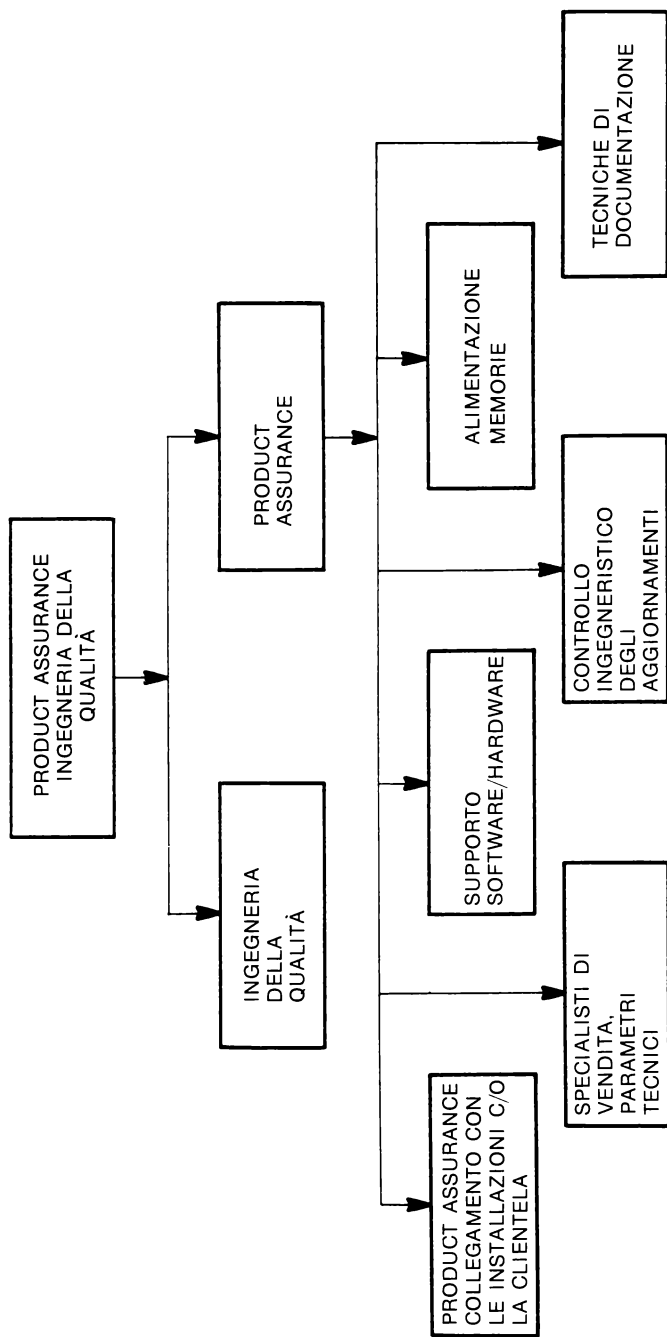 PRODUCT ASSURANCE
INGEGNERIA DELLA
QUALITÀ
INGEGNERIA
DELLA
QUALITÀ
PRODUCT
ASSURANCE
PRODUCT ASSURANCE
COLLEGAMENTO CON
LE INSTALLAZIONI C/O
LA CLIENTELA
SUPPORTO
SOFTWARE/HARDWARE
ALIMENTAZIONE
MEMORIE
SPECIALISTI DI
VENDITA,
PARAMETRI
TECNICI
CONTROLLO
INGEGNERISTICO
DEGLI
AGGIORNAMENTI
TECNICHE DI
DOCUMENTAZIONE